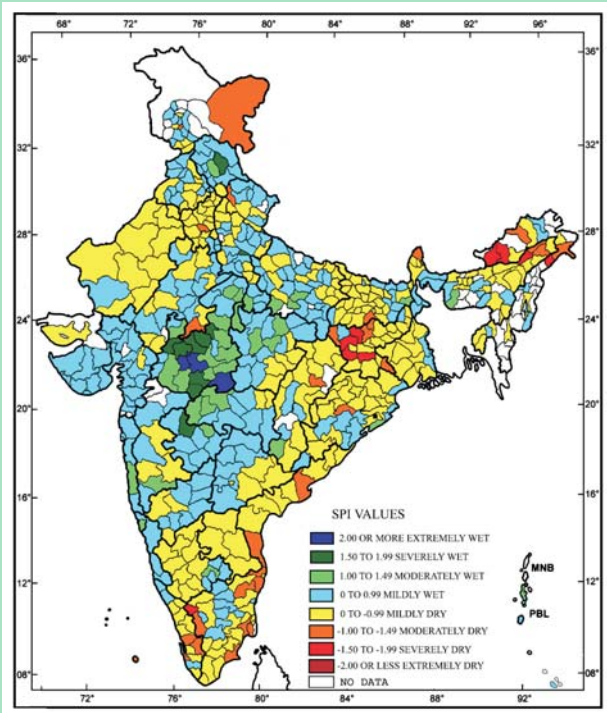 68° 72° 76° 80° 84° 88° 92° 96°
36° 36°
32° 32°
28° 28°
24° 24°
20° 20°
16° 16°
12° 12°
08° 08°
SPI VALUES
2.00 OR MORE EXTREMELY WET
1.50 TO 1.99 SEVERELY WET
1.00 TO 1.49 MODERATELY WET
0 TO 0.99 MILDLY WET
0 TO -0.99 MILDLY DRY
-1.00 TO -1.49 MODERATELY DRY
-1.50 TO -1.99 SEVERELY DRY
-2.00 OR LESS EXTREMELY DRY
NO DATA
MNB
PBL
72° 76° 80° 84° 88° 92°